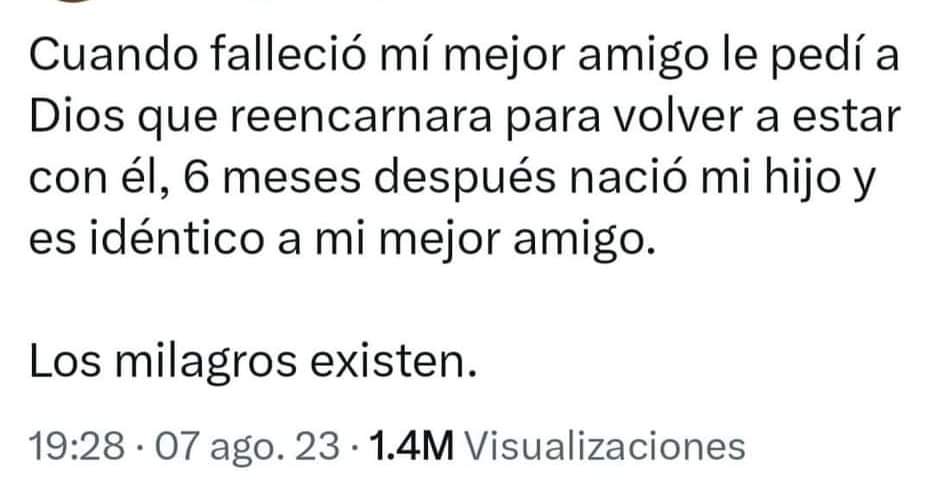 Cuando falleció mí mejor amigo le pedí a
Dios que reencarnara para volver a estar
con él, 6 meses después nació mi hijo y
es idéntico a mi mejor amigo.
Los milagros existen.
19:28 · 07 ago. 23 · 1.4M Visualizaciones